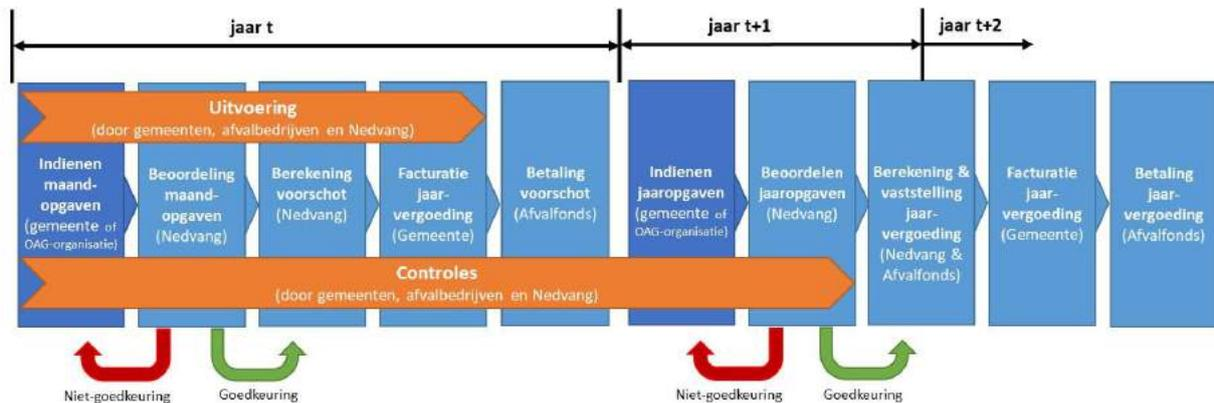 jaar t
jaar t+1
jaar t+2
Uitvoering
(door gemeenten, afvalbedrijven en Nedvang)
Indienen
maand-
opgaven
(gemeente of
OAG-organisatie)
Beoordeling
maand-
opgaven
(Nedvang)
Berekening
voorschot
(Nedvang)
Facturatie
jaar-
vergoeding
(Gemeente)
Betaling
voorschot
(Afvalfonds)
Indienen
jaaropgaven
(gemeente of
OAG-organisatie)
Beoordelen
jaaropgaven
(Nedvang)
Berekening &
vaststelling
jaar-
vergoeding
(Nedvang &
Afvalfonds)
Facturatie
jaar-
vergoeding
(Gemeente)
Betaling
jaar-
vergoeding
(Afvalfonds)
Controles
(door gemeenten, afvalbedrijven en Nedvang)
Niet-goedkeuring
Goedkeuring
Niet-goedkeuring
Goedkeuring